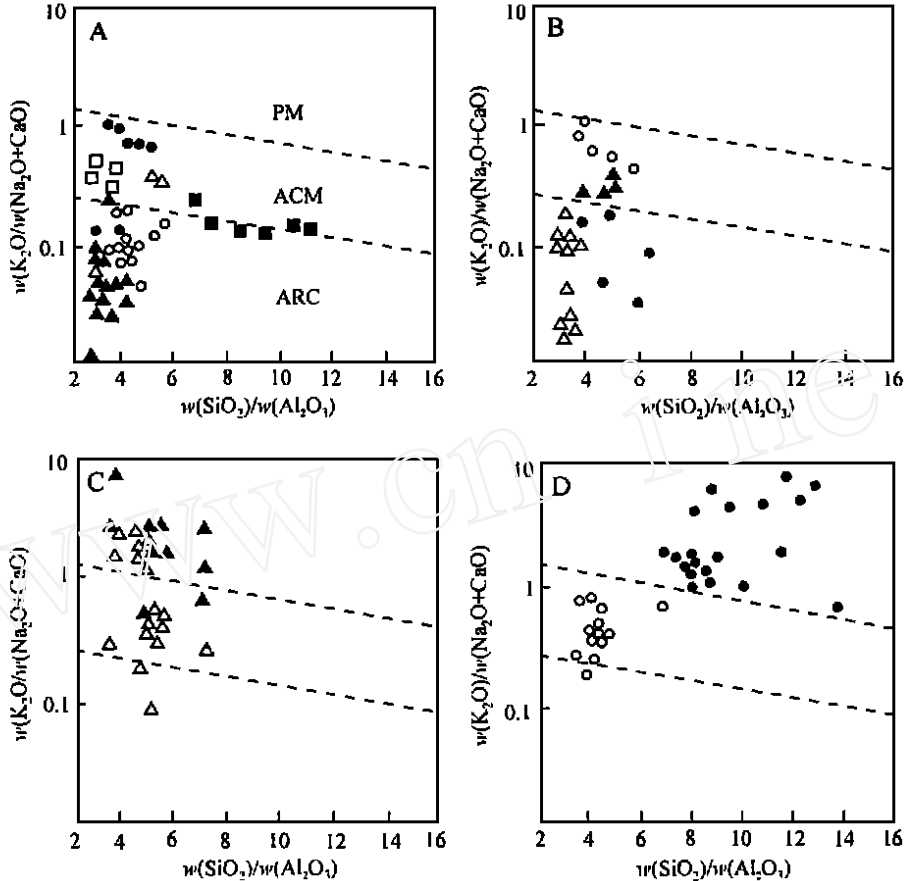 A
10
1
0.1
w(K₂O/w(Na₂O+CaO)
PM
ACM
ARC
2 4 6 8 10 12 14 16
w(SiO₂)/w(Al₂O₃)
B
10
1
0.1
w(K₂O)/w(Na₂O+CaO)
2 4 6 8 10 12 14 16
w(SiO₂)/w(Al₂O₃)
C
10
1
0.1
w(K₂O/w(Na₂O+CaO)
2 4 6 8 10 12 14 16
w(SiO₂)/w(Al₂O₃)
D
10
1
0.1
w(K₂O)/w(Na₂O+CaO)
2 4 6 8 10 12 14 16
w(SiO₂)/w(Al₂O₃)